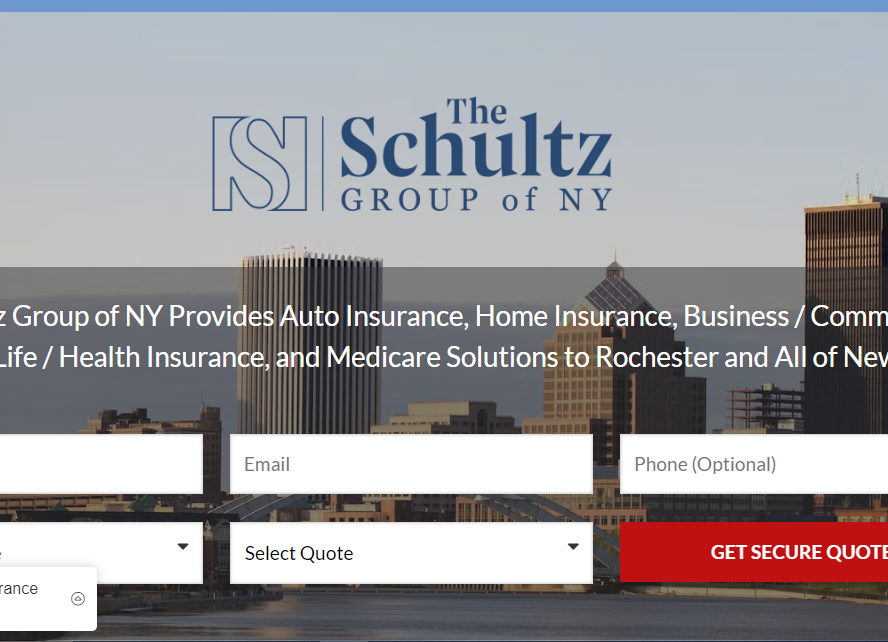 The
Schultz
GROUP of NY
z Group of NY Provides Auto Insurance, Home Insurance, Business / Comm
Life / Health Insurance, and Medicare Solutions to Rochester and All of New
Email
Phone (Optional)
Select Quote
GET SECURE QUOTE
rance